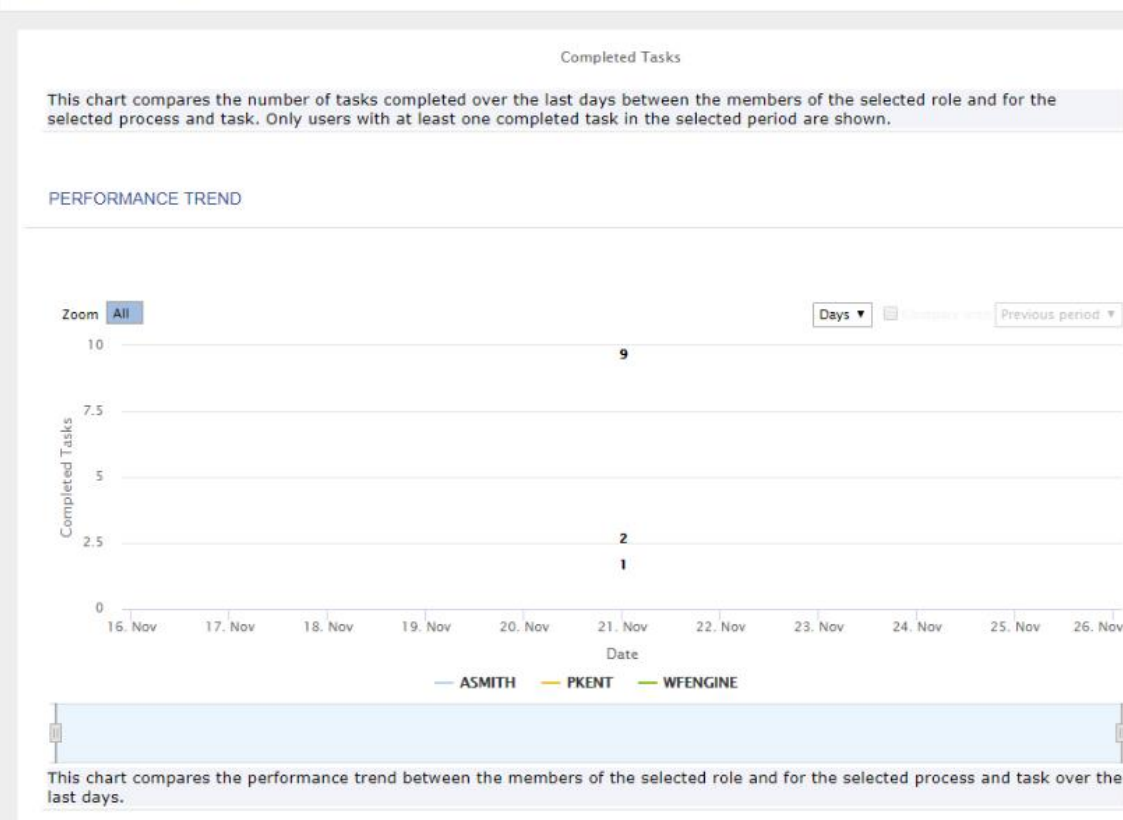 Completed Tasks
This chart compares the number of tasks completed over the last days between the members of the selected role and for the
selected process and task. Only users with at least one completed task in the selected period are shown.
PERFORMANCE TREND
Zoom All Days ▼ Previous period ▼
10
9
7.5
5
Completed Tasks
2.5
2
1
0
16. Nov 17. Nov 18. Nov 19. Nov 20. Nov 21. Nov 22. Nov 23. Nov 24. Nov 25. Nov 26. Nov
Date
ASMITH PKENT WFENGINE
This chart compares the performance trend between the members of the selected role and for the selected process and task over the
last days.